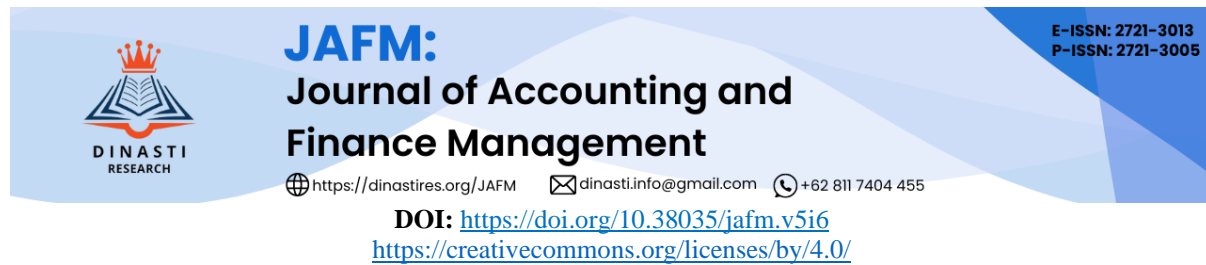 JAFM:
E-ISSN: 2721-3013
P-ISSN: 2721-3005
Journal of Accounting and
Finance Management
DINASTI
RESEARCH
https://dinastires.org/JAFM dinasti.info@gmail.com +62 811 7404 455
DOI: https://doi.org/10.38035/jafm.v5i6
https://creativecommons.org/licenses/by/4.0/